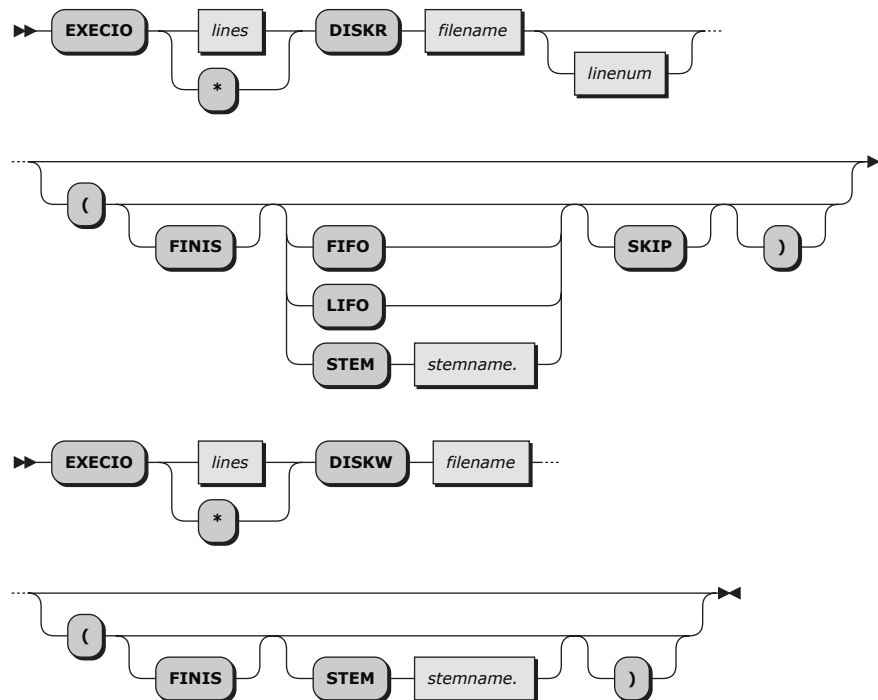 EXECIO lines DISKR filename
* linenum
(
FINIS FIFO SKIP )
LIFO
STEM stemname.
EXECIO lines DISKW filename
*
(
FINIS STEM stemname. )